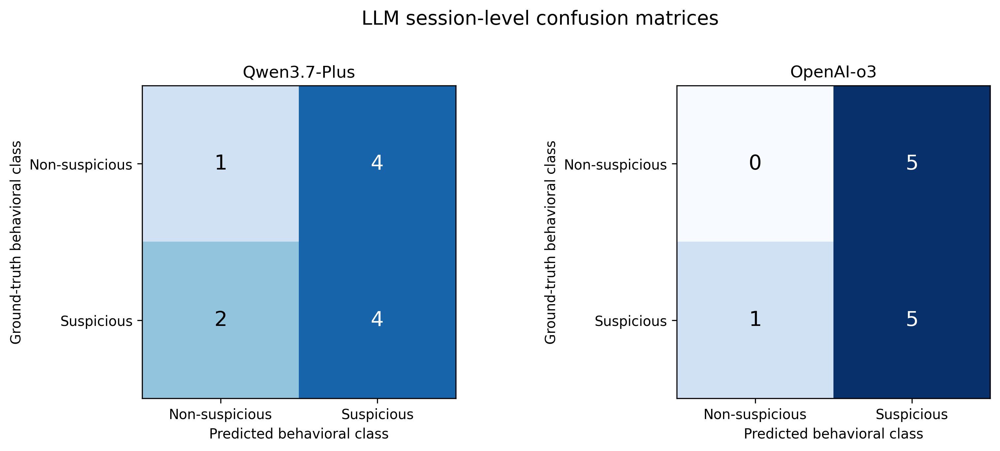 LLM session-level confusion matrices
Qwen3.7-Plus
Ground-truth behavioral class
Non-suspicious
1
4
Suspicious
2
4
Non-suspicious
Suspicious
Predicted behavioral class
OpenAI-o3
Ground-truth behavioral class
Non-suspicious
0
5
Suspicious
1
5
Non-suspicious
Suspicious
Predicted behavioral class